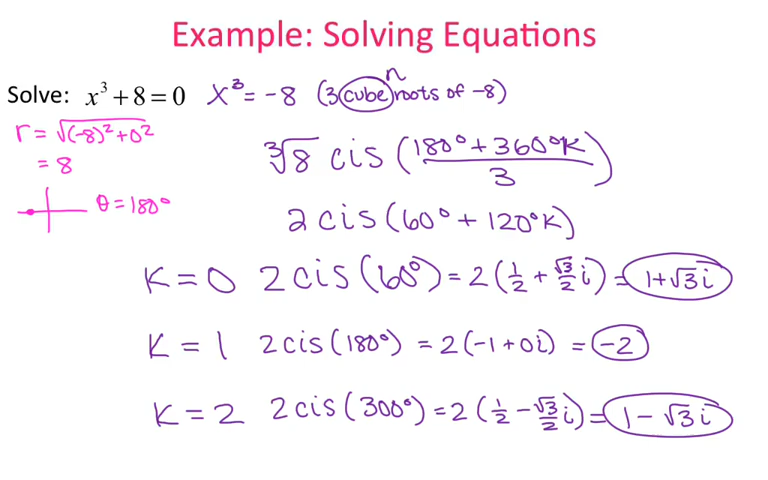 Example: Solving Equations
Solve: x³ + 8 = 0 x³ = -8 (3 cube roots of -8)
n
r = √((-8)² + 0²)
= 8
θ = 180°
∛8 cis ((180° + 360°K)/3)
2 cis (60° + 120°K)
K = 0 2 cis (60°) = 2 (1/2 + √3/2 i) = 1 + √3 i
K = 1 2 cis (180°) = 2 (-1 + 0i) = -2
K = 2 2 cis (300°) = 2 (1/2 - √3/2 i) = 1 - √3 i